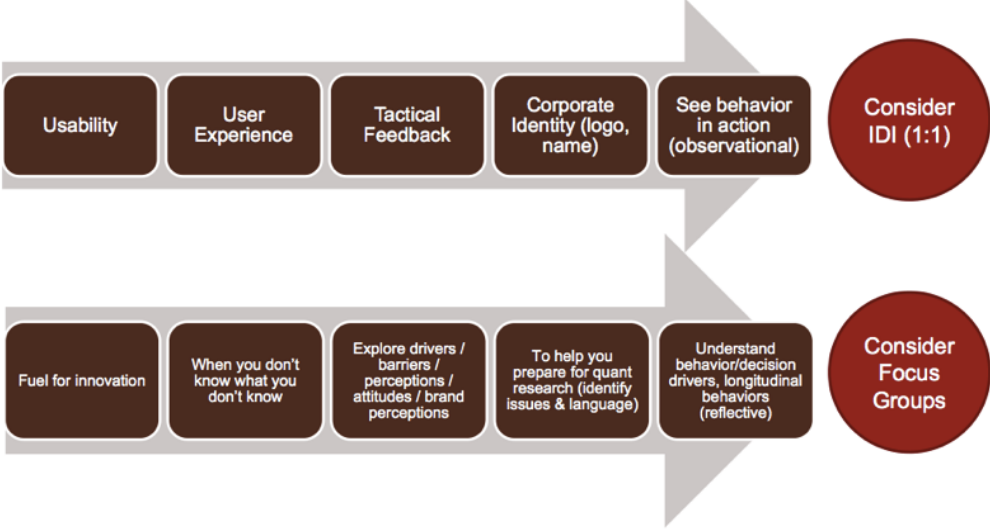 Usability
User
Experience
Tactical
Feedback
Corporate
Identity (logo,
name)
See behavior
in action
(observational)
Consider
IDI (1:1)
Fuel for innovation
When you don't
know what you
don't know
Explore drivers /
barriers /
perceptions /
attitudes / brand
perceptions
To help you
prepare for quant
research (identify
issues & language)
Understand
behavior/decision
drivers, longitudinal
behaviors
(reflective)
Consider
Focus
Groups